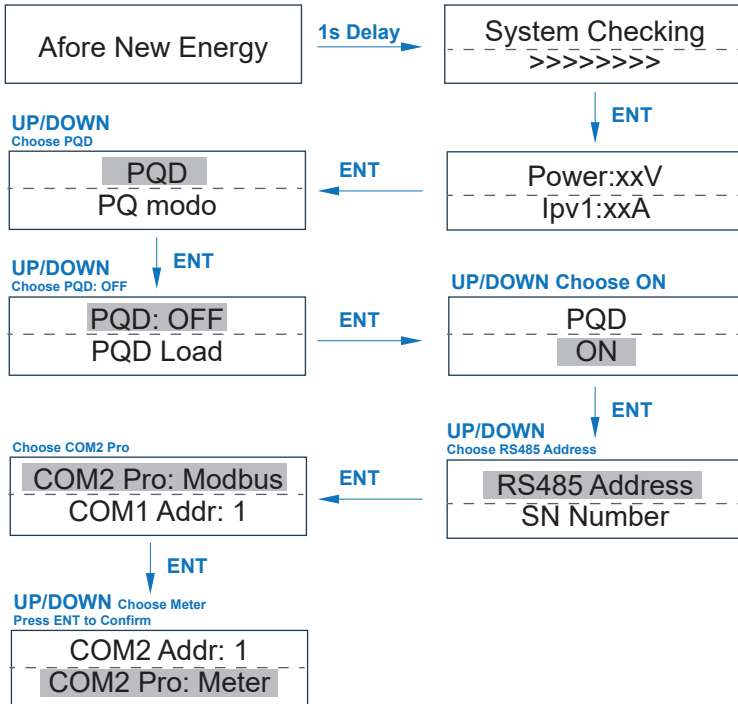 Afore New Energy
1s Delay
System Checking
>>>>>>>>
ENT
Power:xxV
Ipv1:xxA
ENT
UP/DOWN
Choose PQD
PQD
PQ modo
ENT
UP/DOWN
Choose PQD: OFF
PQD: OFF
PQD Load
ENT
UP/DOWN Choose ON
PQD
ON
ENT
UP/DOWN
Choose RS485 Address
RS485 Address
SN Number
ENT
Choose COM2 Pro
COM2 Pro: Modbus
COM1 Addr: 1
ENT
UP/DOWN Choose Meter
Press ENT to Confirm
COM2 Addr: 1
COM2 Pro: Meter